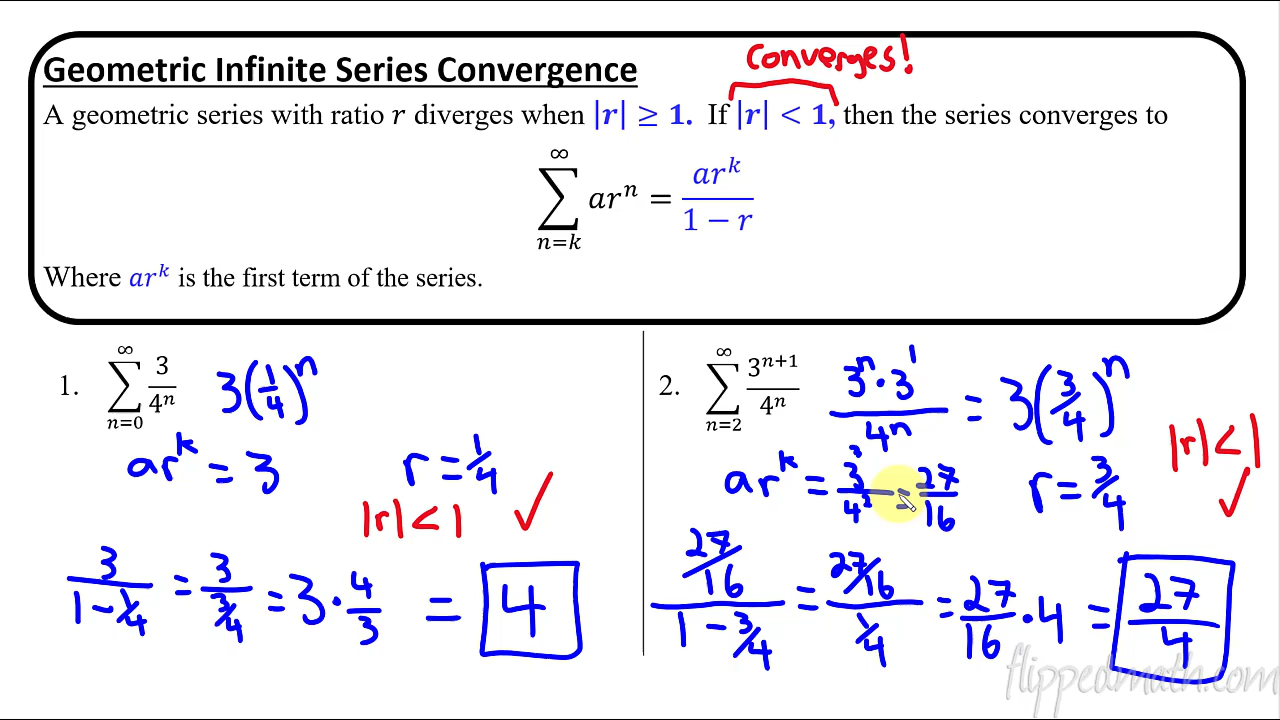 Converges!
Geometric Infinite Series Convergence
A geometric series with ratio r diverges when |r| ≥ 1. If |r| < 1, then the series converges to
∑_{n=k}^{∞} ar^n = ar^k / (1 − r)
Where ar^k is the first term of the series.
1. ∑_{n=0}^{∞} 3/4^n 3(1/4)^n
ar^k = 3 r = 1/4
|r| < 1 ✓
3/(1 − 1/4) = 3/(3/4) = 3 · 4/3 = 4
2. ∑_{n=2}^{∞} 3^{n+1}/4^n (3^n · 3^1)/4^n = 3(3/4)^n
|r| < 1 ✓
ar^k = 3^3/4^2 = 27/16 r = 3/4
(27/16)/(1 − 3/4) = (27/16)/(1/4) = 27/16 · 4 = 27/4
flippedmath.com